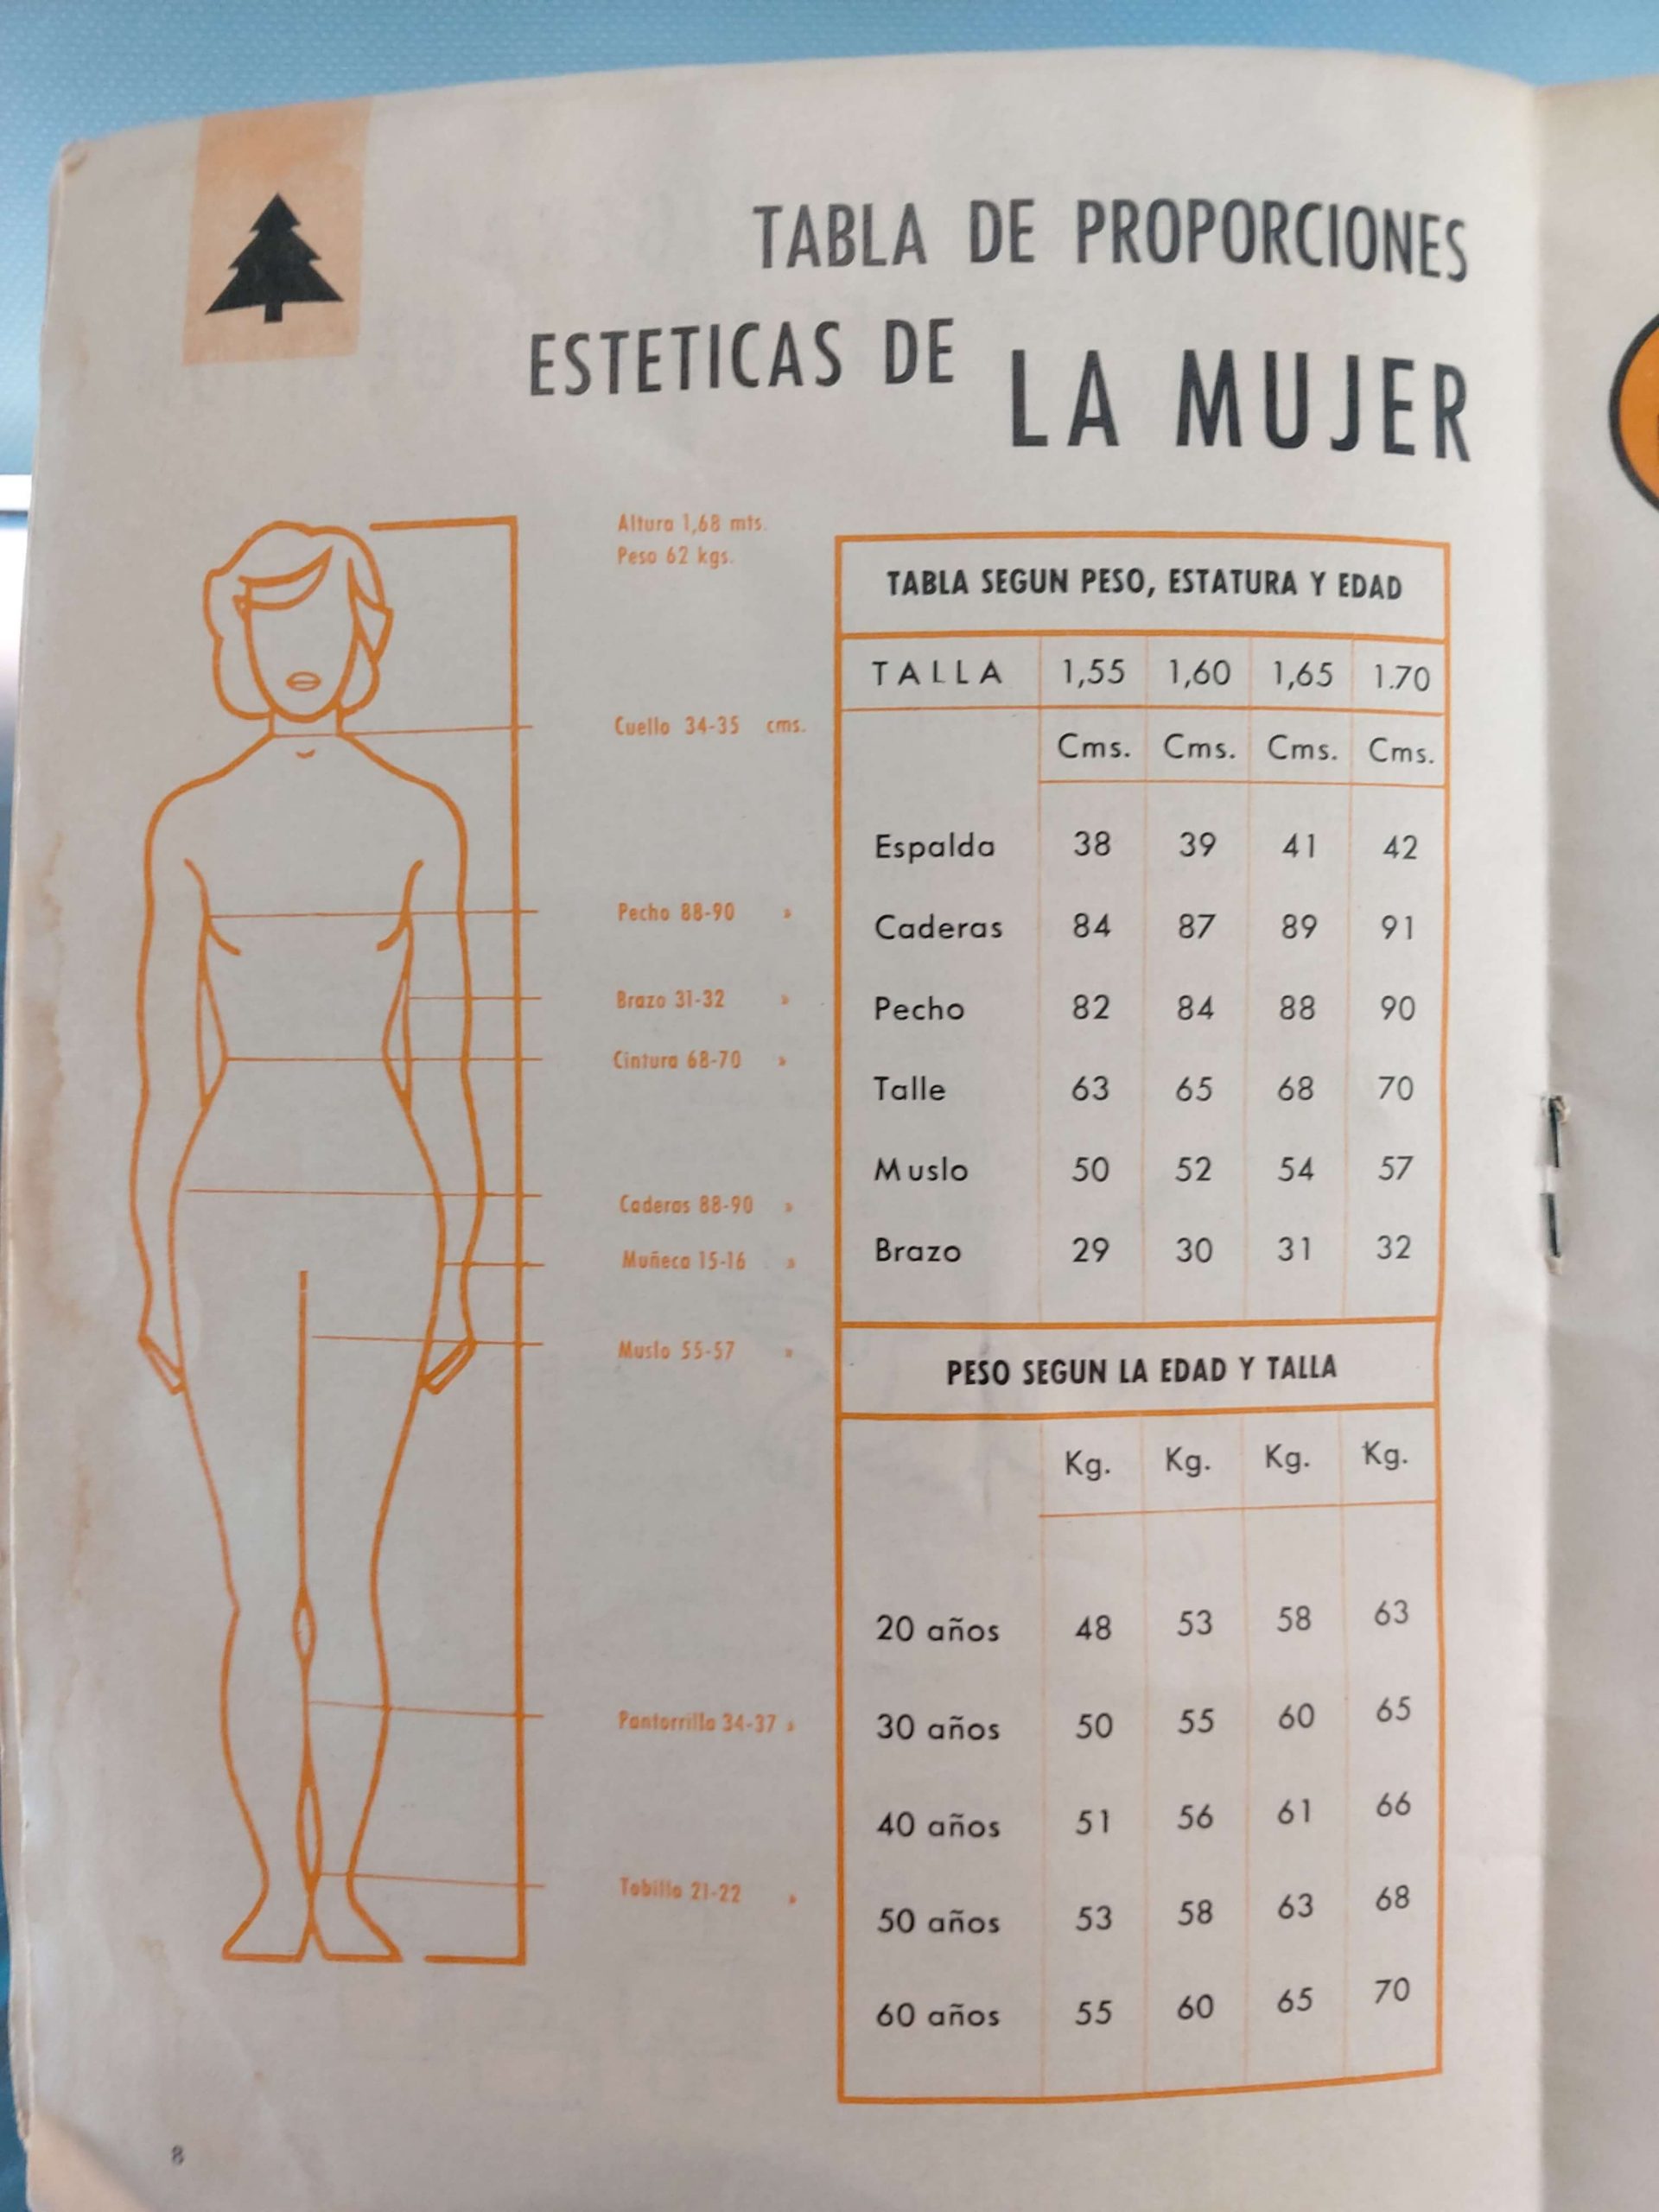 TABLA DE PROPORCIONES
ESTETICAS DE LA MUJER
Altura 1,68 mts.
Peso 62 kgs.
Cuello 34-35 cms.
Pecho 88-90 »
Brazo 31-32 »
Cintura 68-70 »
Caderas 88-90 »
Muñeca 15-16 »
Muslo 55-57 »
Pantorrilla 34-37 »
Tobillo 21-22 »
TABLA SEGUN PESO, ESTATURA Y EDAD
TALLA 1,55 1,60 1,65 1.70
Cms. Cms. Cms. Cms.
Espalda 38 39 41 42
Caderas 84 87 89 91
Pecho 82 84 88 90
Talle 63 65 68 70
Muslo 50 52 54 57
Brazo 29 30 31 32
PESO SEGUN LA EDAD Y TALLA
Kg. Kg. Kg. Kg.
20 años 48 53 58 63
30 años 50 55 60 65
40 años 51 56 61 66
50 años 53 58 63 68
60 años 55 60 65 70
8